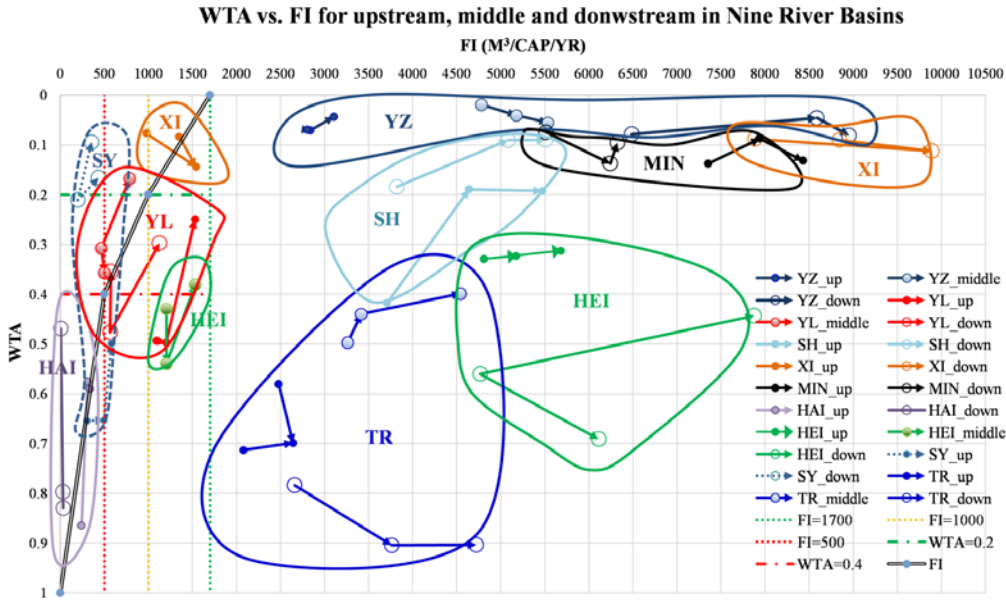 WTA vs. FI for upstream, middle and donwstream in Nine River Basins
FI (M³/CAP/YR)
0 500 1000 1500 2000 2500 3000 3500 4000 4500 5000 5500 6000 6500 7000 7500 8000 8500 9000 9500 10000
WTA
0
0.1
0.2
0.3
0.4
0.5
0.6
0.7
0.8
0.9
1
XI
YZ
SY
MIN
XI
YL
SH
HEI
HEI
HAI
TR
YZ_up YZ_middle
YZ_down YL_up
YL_middle YL_down
SH_up SH_down
XI_up XI_down
MIN_up MIN_down
HAI_up HAI_down
HEI_up HEI_middle
HEI_down SY_up
SY_down TR_up
TR_middle TR_down
FI=1700 FI=1000
FI=500 WTA=0.2
WTA=0.4 FI